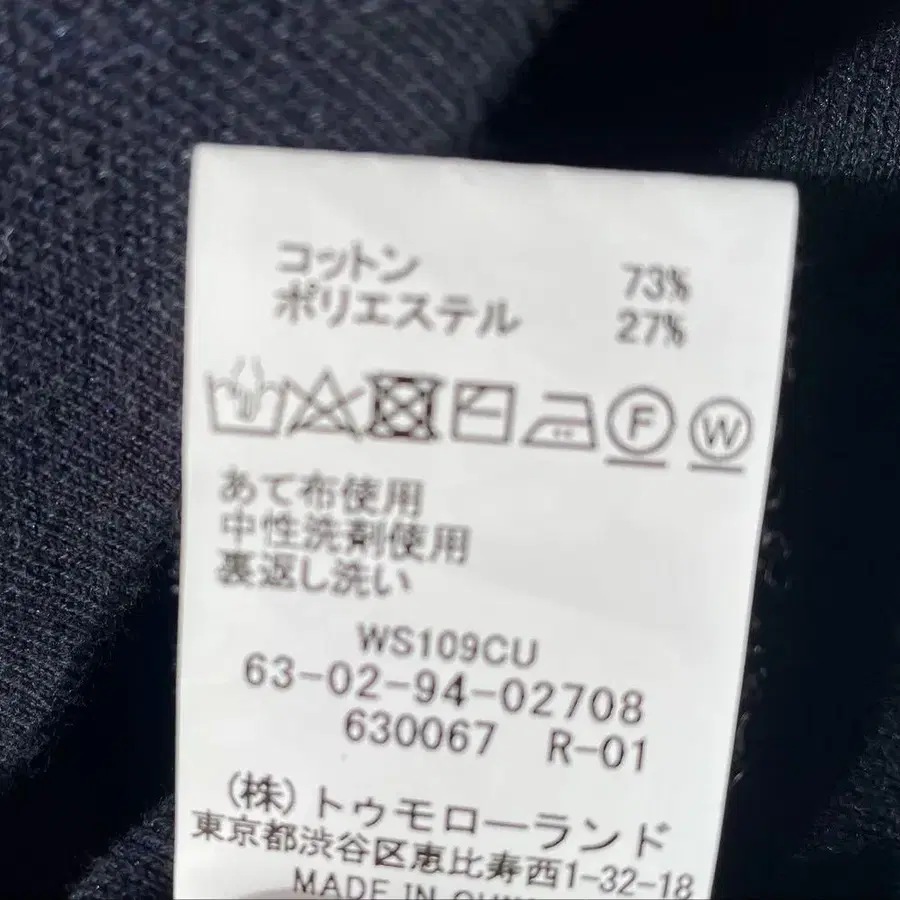 コットン 73%
ポリエステル 27%
F W
あて布使用
中性洗剤使用
裏返し洗い
WS109CU
63-02-94-02708
630067 R-01
(株)トゥモローランド
東京都渋谷区恵比寿西1-32-18
MADE IN